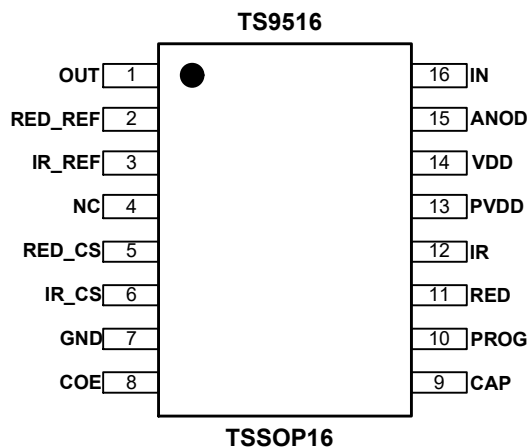 TS9516
OUT 1 16 IN
RED_REF 2 15 ANOD
IR_REF 3 14 VDD
NC 4 13 PVDD
RED_CS 5 12 IR
IR_CS 6 11 RED
GND 7 10 PROG
COE 8 9 CAP
TSSOP16